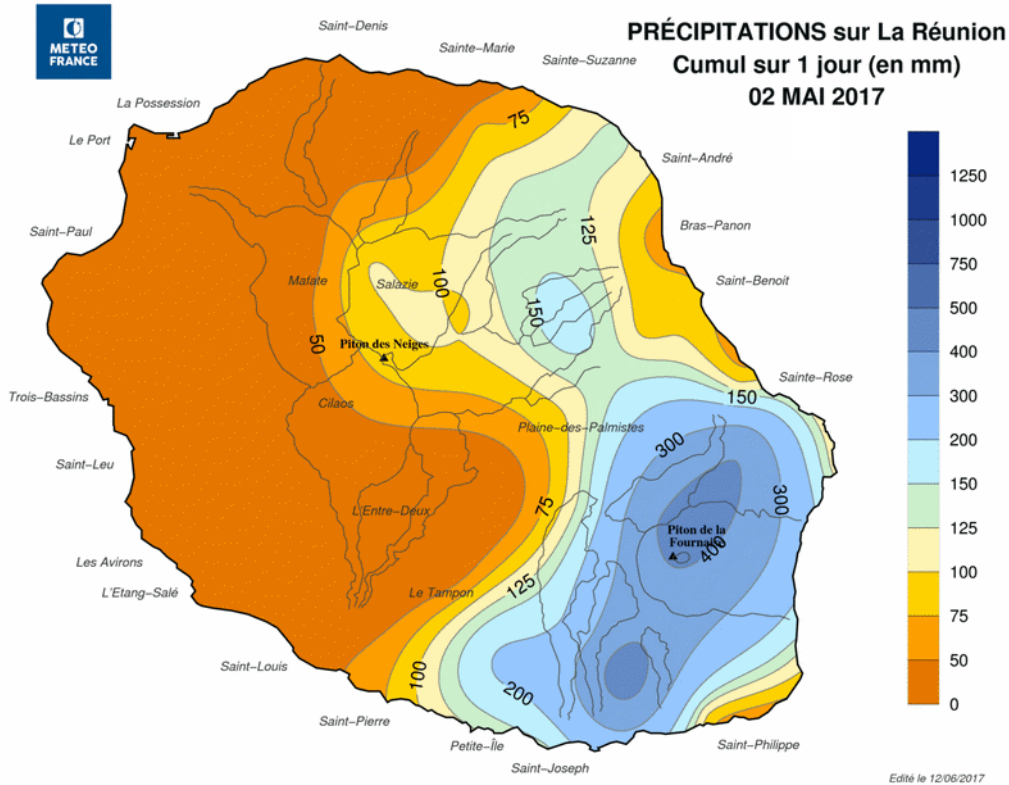 METEO
FRANCE
PRÉCIPITATIONS sur La Réunion
Cumul sur 1 jour (en mm)
02 MAI 2017
Saint-Denis
Sainte-Marie
Sainte-Suzanne
La Possession
Le Port
75
Saint-André
Saint-Paul
125
Bras-Panon
Mafate
Salazie
100
Saint-Benoit
150
50
Piton des Neiges
Sainte-Rose
Trois-Bassins
Cilaos
150
Plaine-des-Palmistes
300
Saint-Leu
300
75
L'Entre-Deux
Piton de la
Fournaise
400
Les Avirons
L'Etang-Salé
Le Tampon
125
Saint-Louis
100
200
Saint-Pierre
Petite-Île
Saint-Philippe
Saint-Joseph
1250
1000
750
500
400
300
200
150
125
100
75
50
0
Edité le 12/06/2017